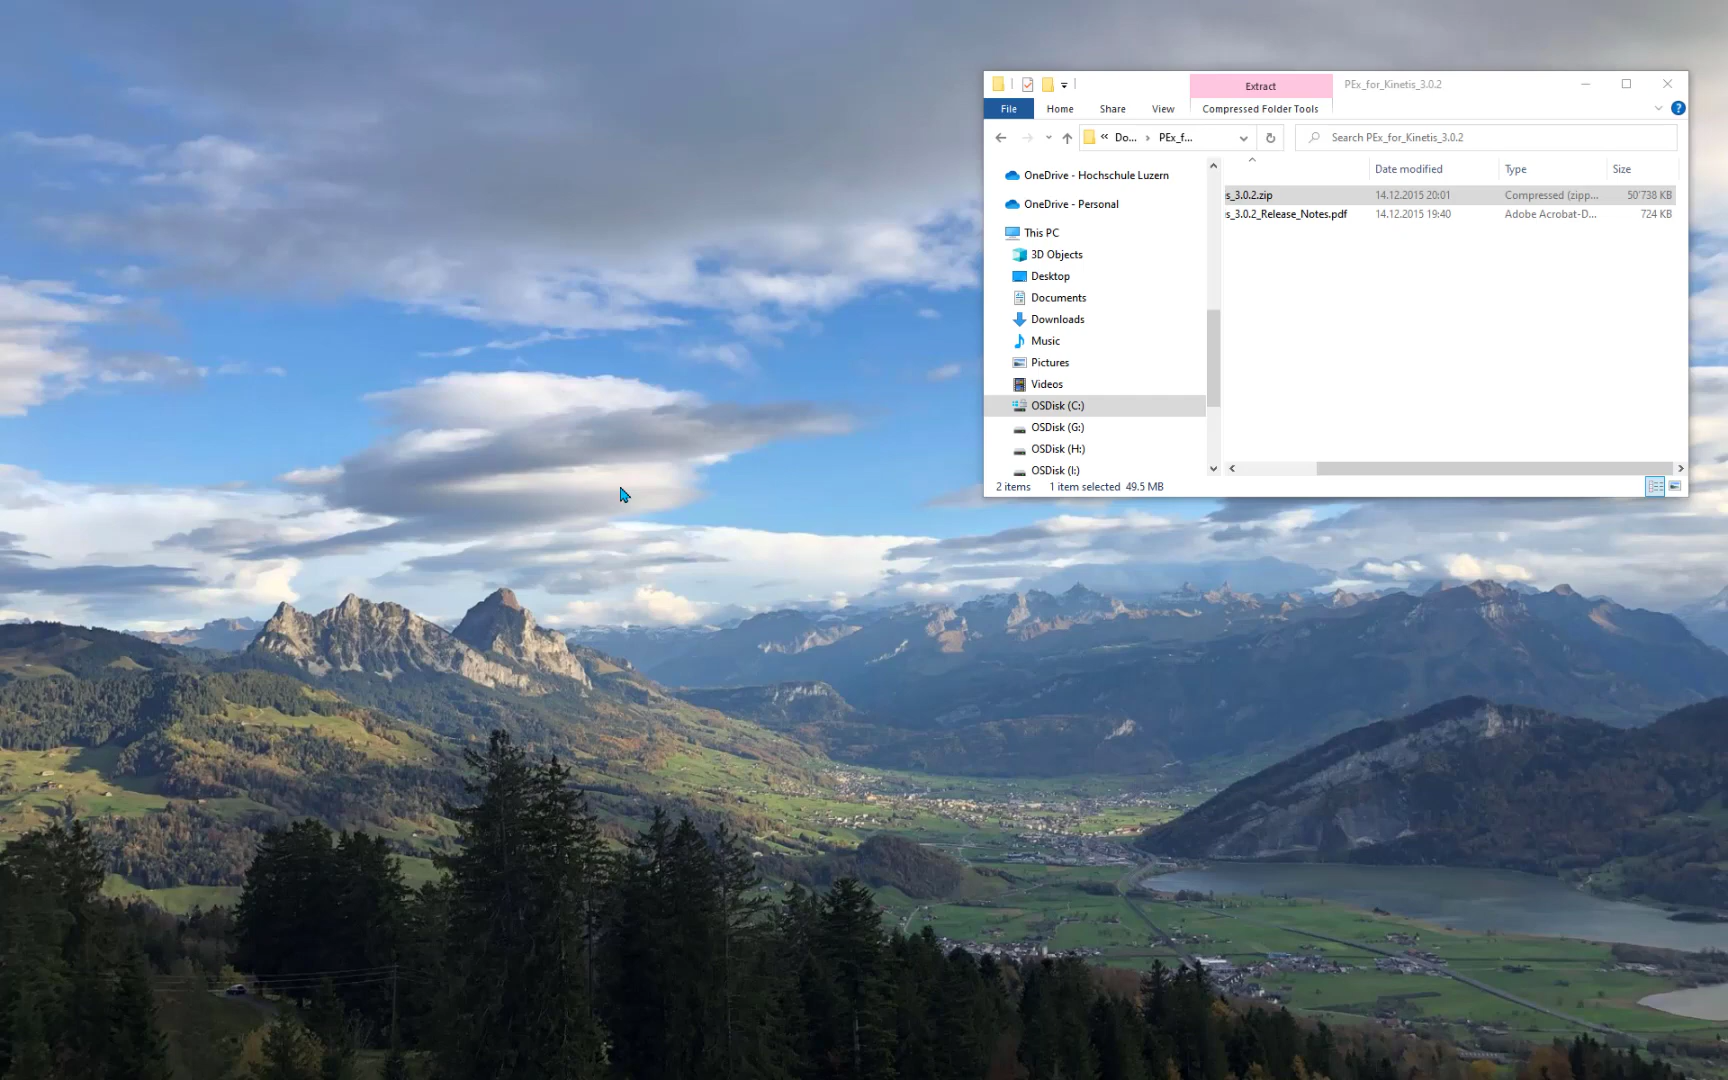 Extract
PEx_for_Kinetis_3.0.2
File
Home
Share
View
Compressed Folder Tools
« Do... › PEx_f...
Search PEx_for_Kinetis_3.0.2
Date modified
Type
Size
s_3.0.2.zip
14.12.2015 20:01
Compressed (zipp...
50'738 KB
s_3.0.2_Release_Notes.pdf
14.12.2015 19:40
Adobe Acrobat-D...
724 KB
OneDrive - Hochschule Luzern
OneDrive - Personal
This PC
3D Objects
Desktop
Documents
Downloads
Music
Pictures
Videos
OSDisk (C:)
OSDisk (G:)
OSDisk (H:)
OSDisk (I:)
2 items
1 item selected 49.5 MB